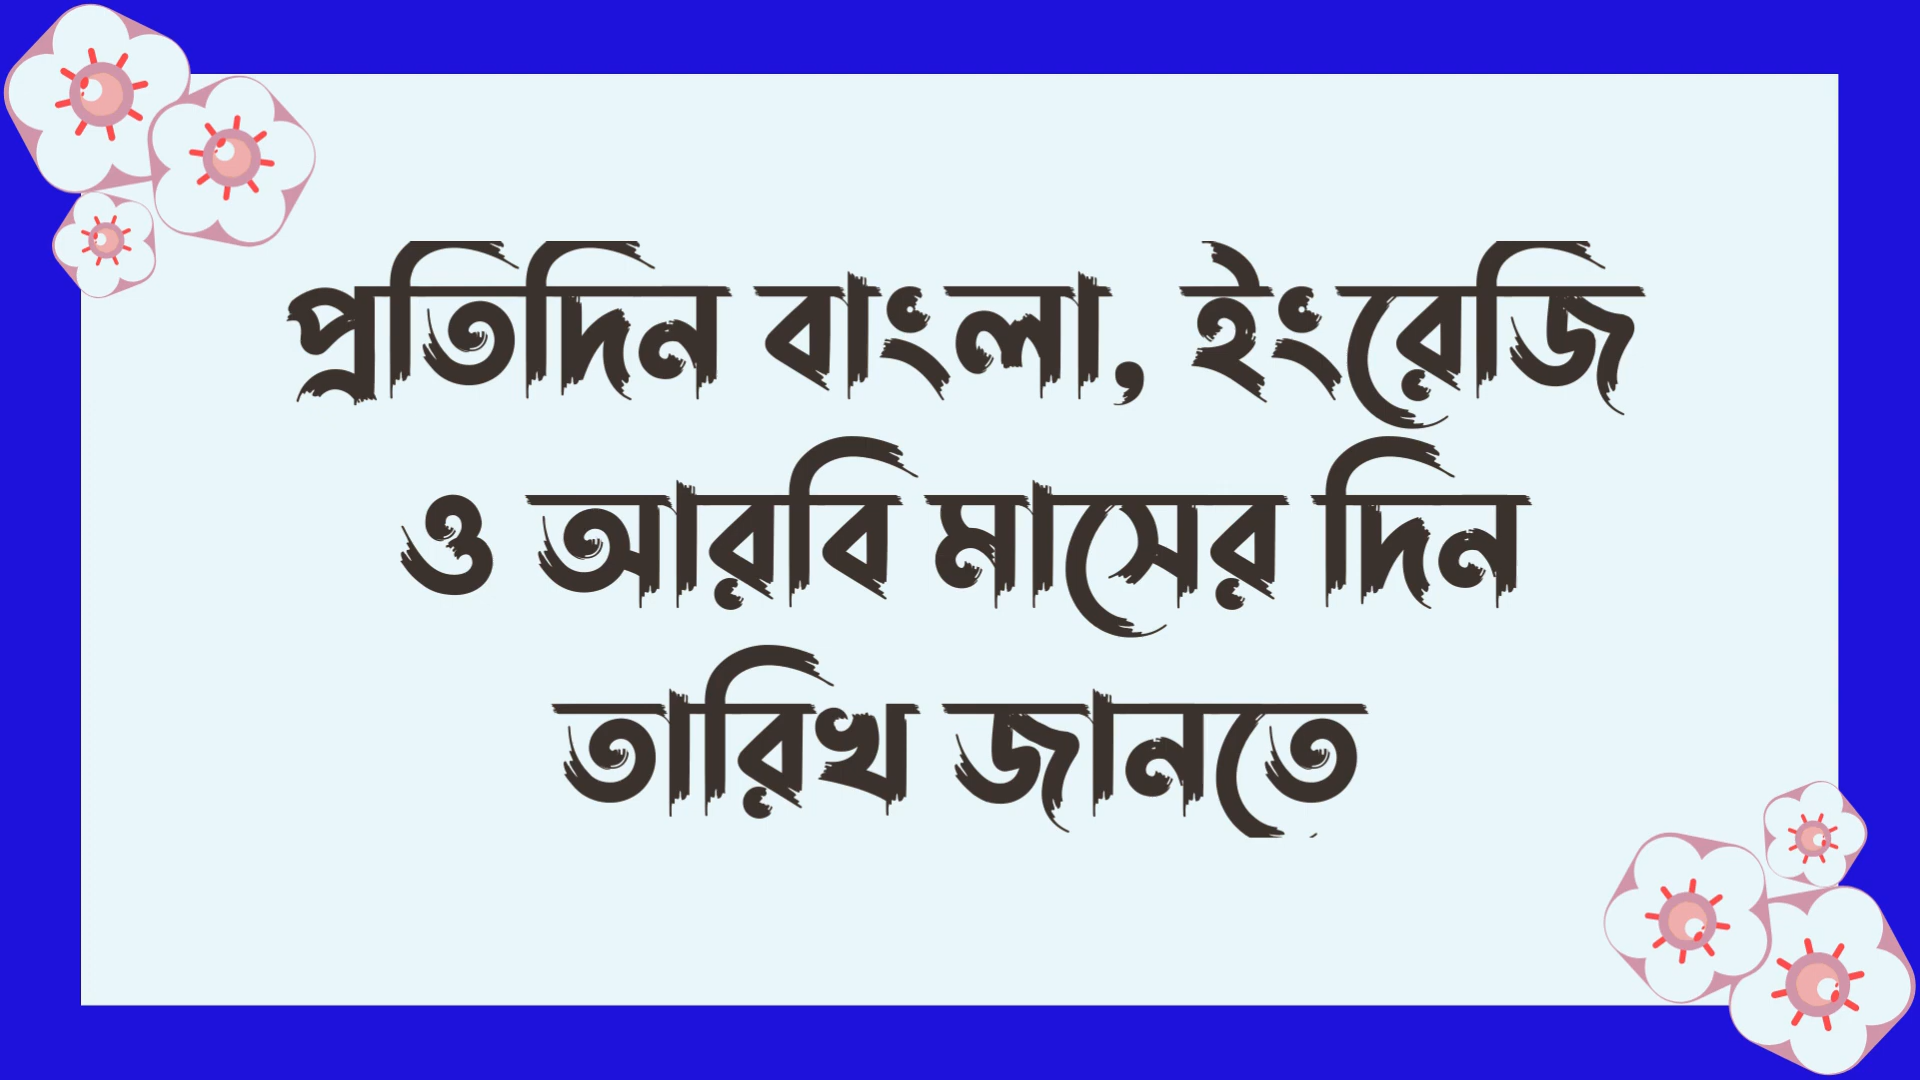 প্রতিদিন বাংলা, ইংরেজি
ও আরবি মাসের দিন
তারিখ জানতে